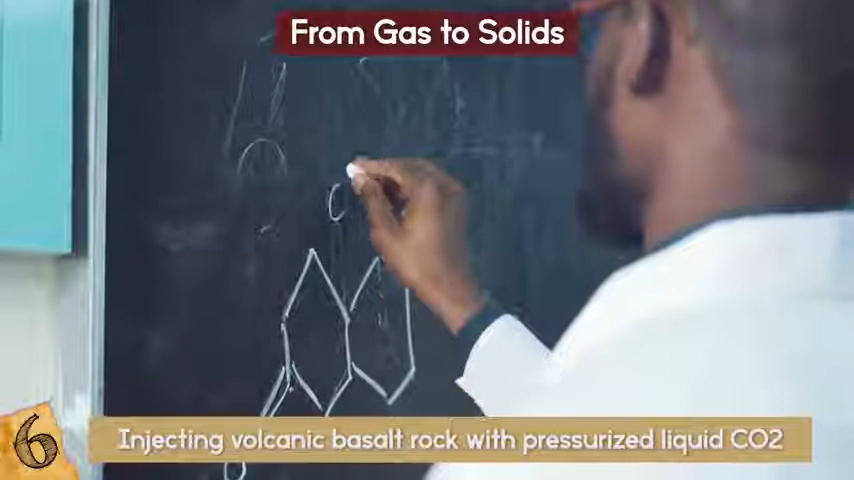 From Gas to Solids
C
6
Injecting volcanic basalt rock with pressurized liquid CO2